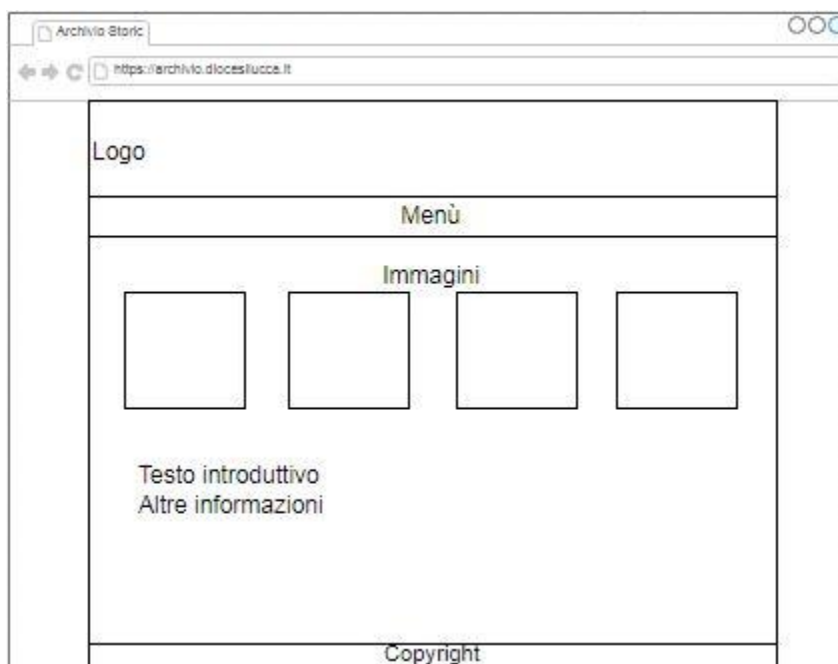 Archivio Storic
https://archivio.diocesilucca.it
Logo
Menù
Immagini
Testo introduttivo
Altre informazioni
Copyright